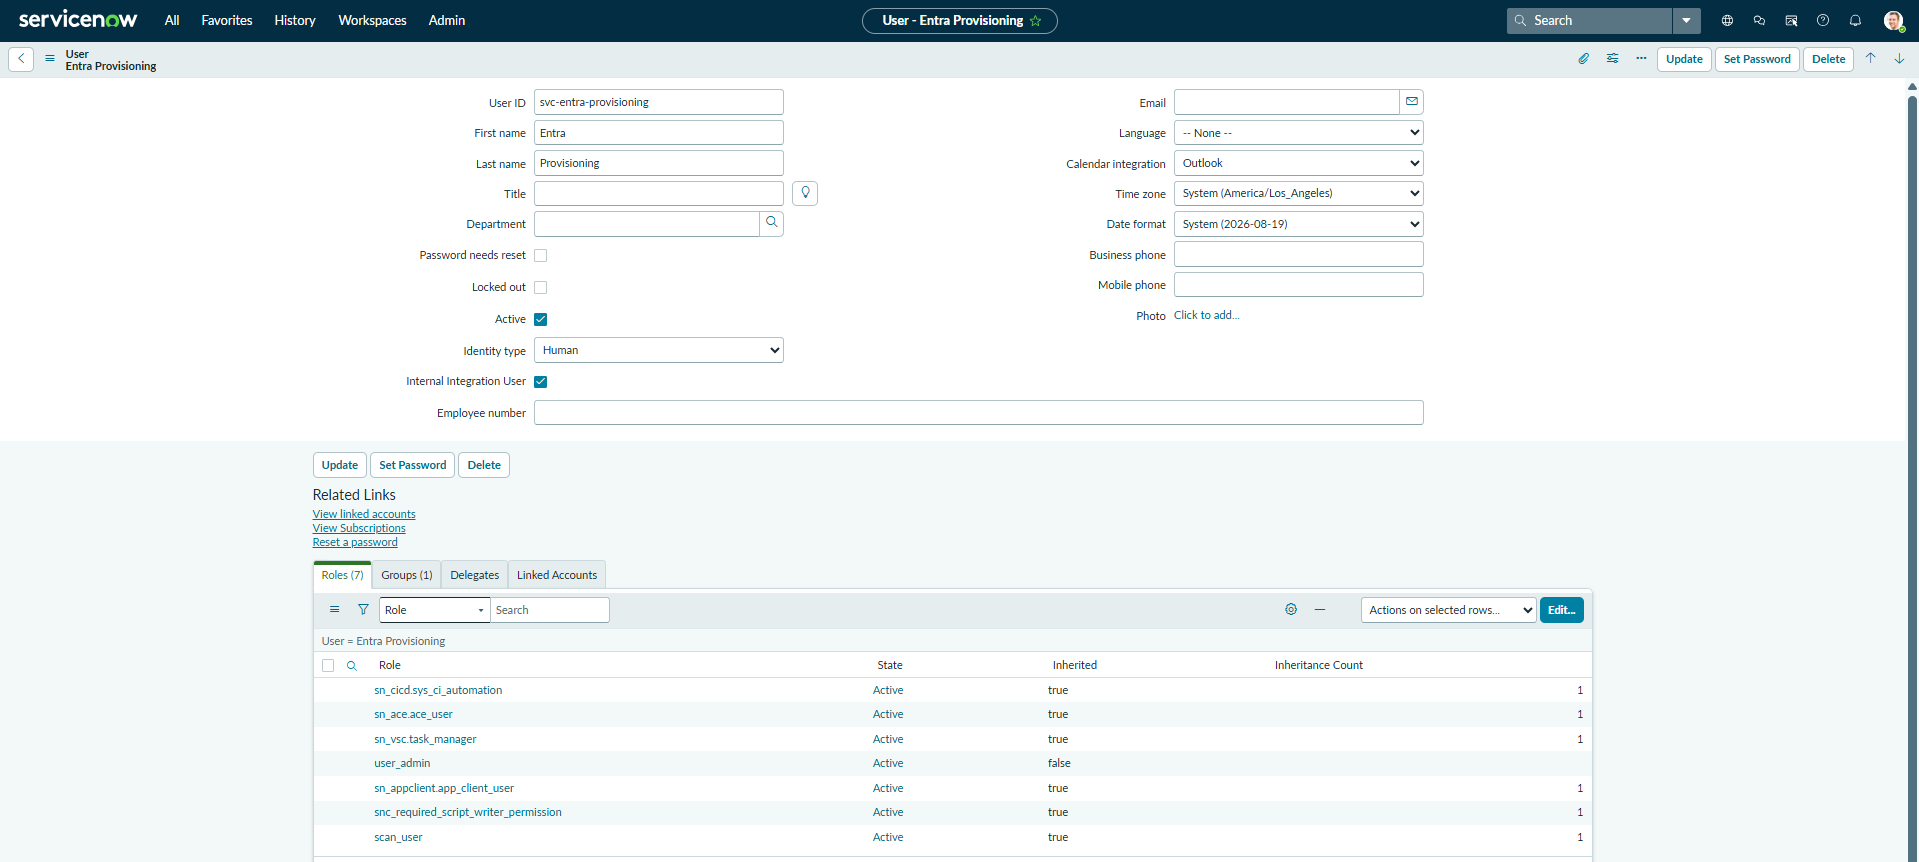 servicenow
All
Favorites
History
Workspaces
Admin
User - Entra Provisioning
Search
User
Entra Provisioning
Update
Set Password
Delete
User ID
svc-entra-provisioning
First name
Entra
Last name
Provisioning
Title
Department
Password needs reset
Locked out
Active
Identity type
Human
Internal Integration User
Employee number
Email
Language
-- None --
Calendar integration
Outlook
Time zone
System (America/Los_Angeles)
Date format
System (2026-08-19)
Business phone
Mobile phone
Photo
Click to add...
Update
Set Password
Delete
Related Links
View linked accounts
View Subscriptions
Reset a password
Roles (7)
Groups (1)
Delegates
Linked Accounts
Role
Search
Actions on selected rows...
Edit...
User = Entra Provisioning
Role State Inherited Inheritance Count
sn_cicd.sys_ci_automation Active true 1
sn_ace.ace_user Active true 1
sn_vsc.task_manager Active true 1
user_admin Active false
sn_appclient.app_client_user Active true 1
snc_required_script_writer_permission Active true 1
scan_user Active true 1